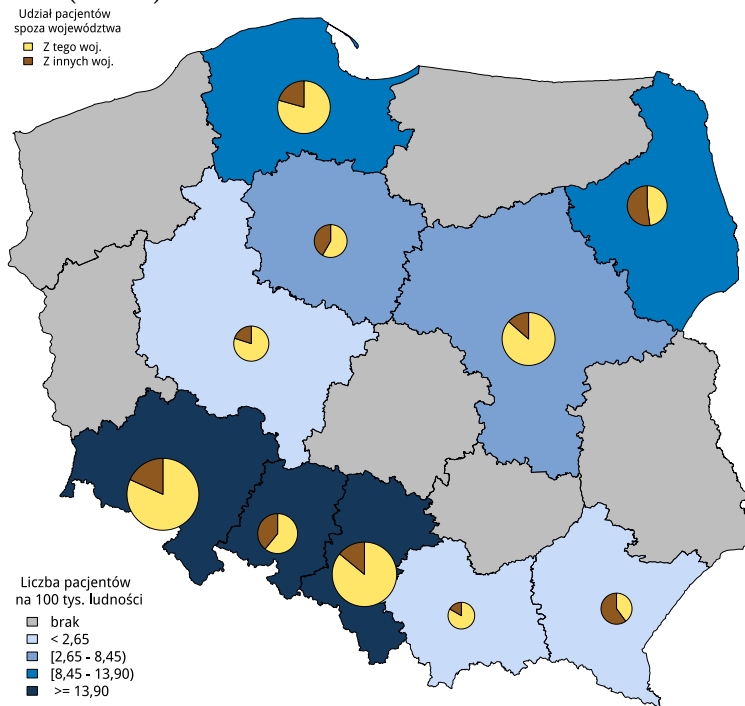 Udział pacjentów
spoza województwa
Z tego woj.
Z innych woj.
Liczba pacjentów
na 100 tys. ludności
brak
< 2,65
[2,65 - 8,45)
[8,45 - 13,90)
>= 13,90